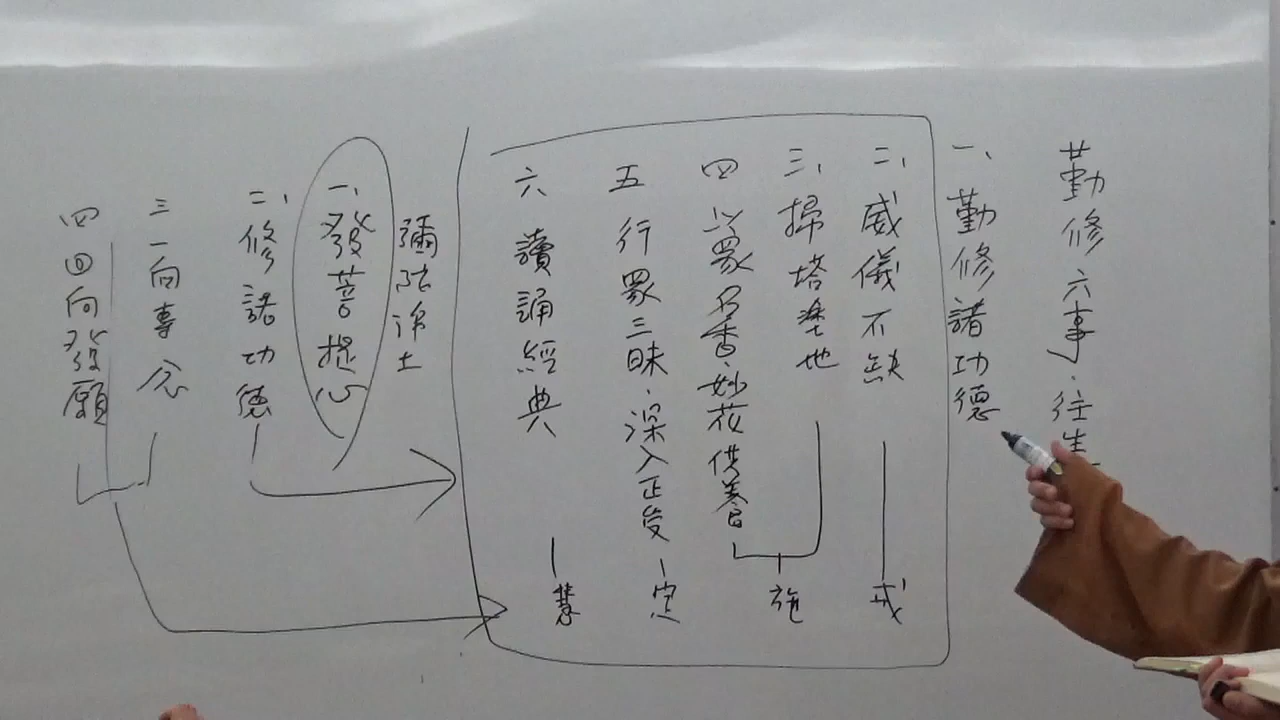 勤修六事．往生
一、勤修諸功德
二、威儀不缺
三、掃塔塗地
四 以眾名香．妙花供養
五 行眾三昧．深入正受
六 讀誦經典
戒
施
定
慧
彌陀淨土
一、發菩提心
二、修諸功德
三 一向專念
四 回向發願